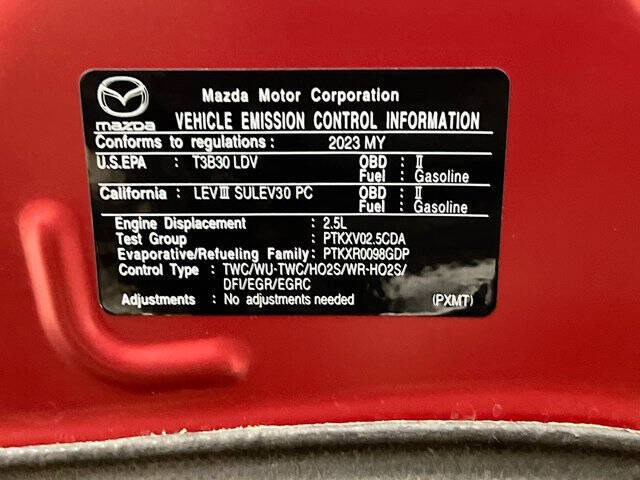 mazda
Mazda Motor Corporation
VEHICLE EMISSION CONTROL INFORMATION
Conforms to regulations : 2023 MY
U.S.EPA : T3B30 LDV OBD : Ⅱ
Fuel : Gasoline
California : LEVⅢ SULEV30 PC OBD : Ⅱ
Fuel : Gasoline
Engine Displacement : 2.5L
Test Group : PTKXV02.5CDA
Evaporative/Refueling Family: PTKXR0098GDP
Control Type : TWC/WU-TWC/HO2S/WR-HO2S/
DFI/EGR/EGRC
Adjustments : No adjustments needed (PXMT)